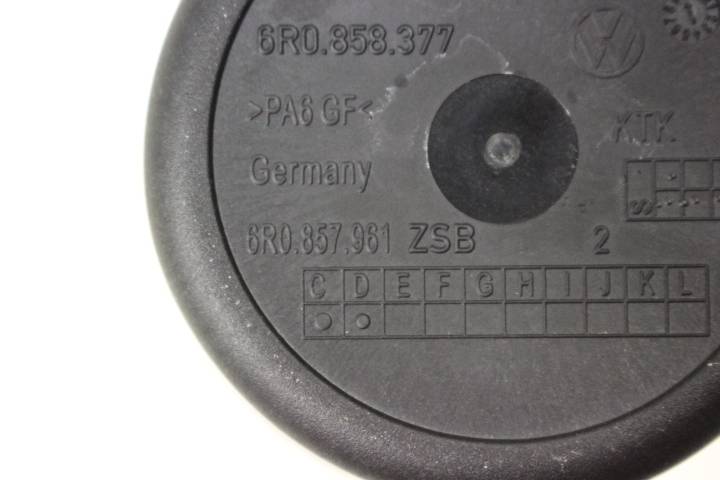 6R0.858.377
>PA6 GF<
KTK
Germany
6R0.857.961 ZSB 2
C D E F G H I J K L